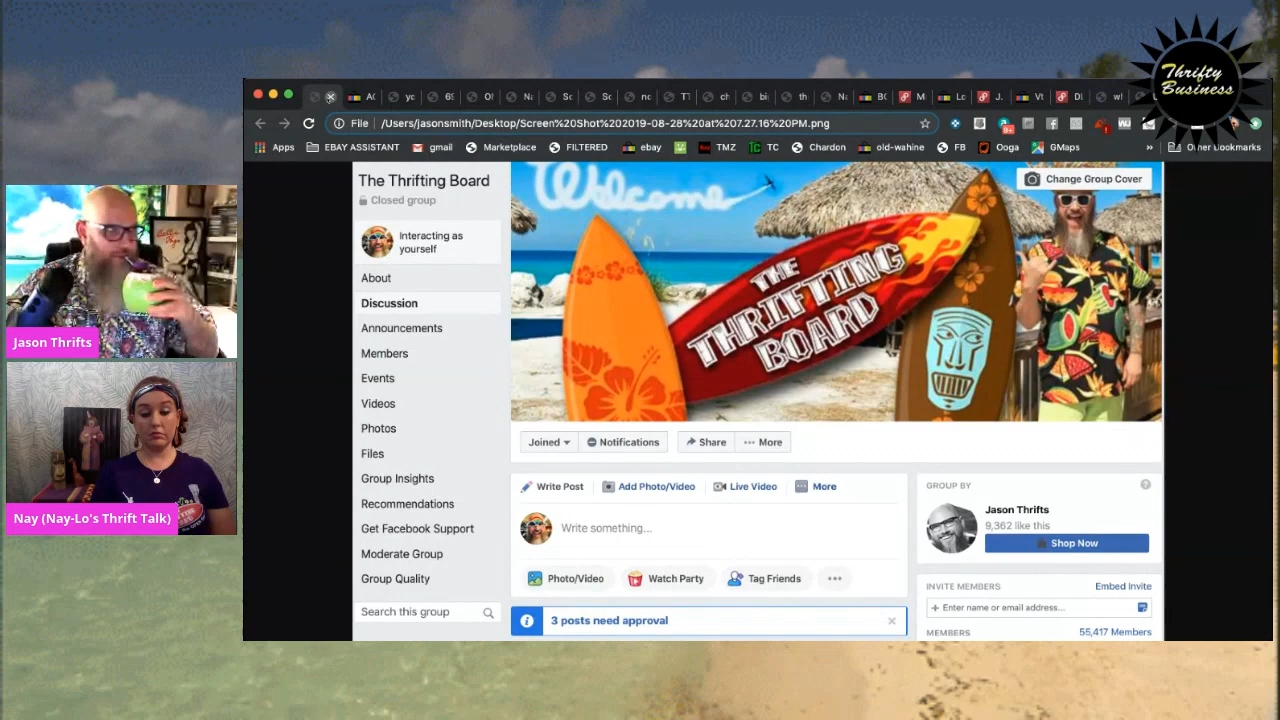 Thrifty
Business
File
/Users/jasonsmith/Desktop/Screen%20Shot%202019-08-28%20at%207.27.16%20PM.png
Apps
EBAY ASSISTANT
gmail
Marketplace
FILTERED
ebay
TMZ
TC
Chardon
old-wahine
FB
Ooga
GMaps
»
Other Bookmarks
The Thrifting Board
Closed group
Interacting as
yourself
About
Discussion
Announcements
Members
Events
Videos
Photos
Files
Group Insights
Recommendations
Get Facebook Support
Moderate Group
Group Quality
Search this group
Welcome
Change Group Cover
THE
THRIFTING
BOARD
Joined
Notifications
Share
More
Write Post
Add Photo/Video
Live Video
More
Write something...
Photo/Video
Watch Party
Tag Friends
3 posts need approval
GROUP BY
Jason Thrifts
9,362 like this
Shop Now
INVITE MEMBERS
Embed Invite
+ Enter name or email address...
MEMBERS
55,417 Members
Jason Thrifts
Nay (Nay-Lo's Thrift Talk)